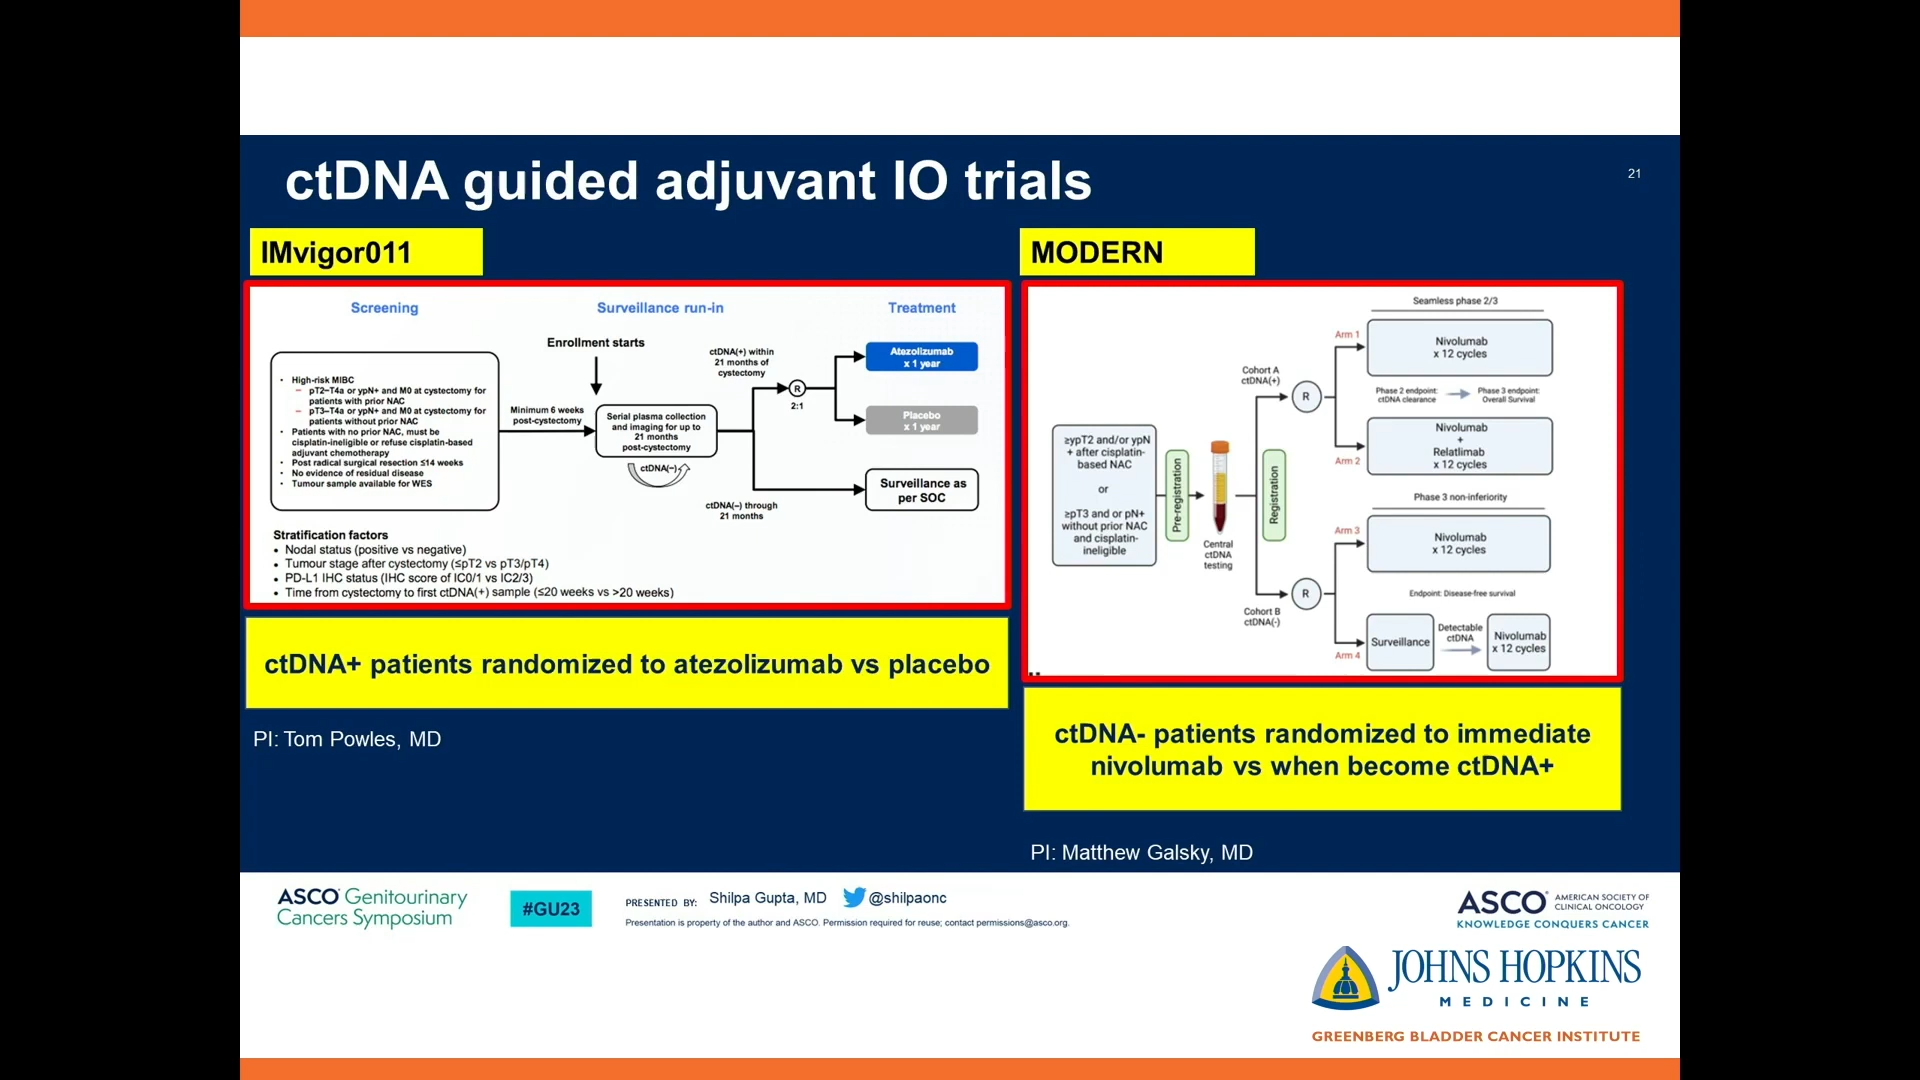 ctDNA guided adjuvant IO trials
21
IMvigor011
Screening
Surveillance run-in
Treatment
Enrollment starts
• High-risk MIBC
– pT2–T4a or ypN+ and M0 at cystectomy for
patients with prior NAC
– pT3–T4a or ypN+ and M0 at cystectomy for
patients without prior NAC
• Patients with no prior NAC, must be
cisplatin-ineligible or refuse cisplatin-based
adjuvant chemotherapy
• Post radical surgical resection ≤14 weeks
• No evidence of residual disease
• Tumour sample available for WES
Minimum 6 weeks
post-cystectomy
Serial plasma collection
and imaging for up to
21 months
post-cystectomy
ctDNA(–)
ctDNA(+) within
21 months of
cystectomy
R
2:1
Atezolizumab
x 1 year
Placebo
x 1 year
Surveillance as
per SOC
ctDNA(–) through
21 months
Stratification factors
• Nodal status (positive vs negative)
• Tumour stage after cystectomy (≤pT2 vs pT3/pT4)
• PD-L1 IHC status (IHC score of IC0/1 vs IC2/3)
• Time from cystectomy to first ctDNA(+) sample (≤20 weeks vs >20 weeks)
ctDNA+ patients randomized to atezolizumab vs placebo
PI: Tom Powles, MD
MODERN
≥ypT2 and/or ypN
+ after cisplatin-
based NAC
or
≥pT3 and or pN+
without prior NAC
and cisplatin-
ineligible
Pre-registration
Central
ctDNA
testing
Registration
Cohort A
ctDNA(+)
R
Cohort B
ctDNA(-)
R
Seamless phase 2/3
Arm 1
Nivolumab
x 12 cycles
Phase 2 endpoint:
ctDNA clearance
Phase 3 endpoint:
Overall Survival
Arm 2
Nivolumab
+
Relatlimab
x 12 cycles
Phase 3 non-inferiority
Arm 3
Nivolumab
x 12 cycles
Endpoint: Disease-free survival
Arm 4
Surveillance
Detectable
ctDNA
Nivolumab
x 12 cycles
ctDNA- patients randomized to immediate
nivolumab vs when become ctDNA+
PI: Matthew Galsky, MD
ASCO Genitourinary
Cancers Symposium
#GU23
PRESENTED BY: Shilpa Gupta, MD @shilpaonc
Presentation is property of the author and ASCO. Permission required for reuse; contact permissions@asco.org.
ASCO AMERICAN SOCIETY OF
CLINICAL ONCOLOGY
KNOWLEDGE CONQUERS CANCER
JOHNS HOPKINS
MEDICINE
GREENBERG BLADDER CANCER INSTITUTE